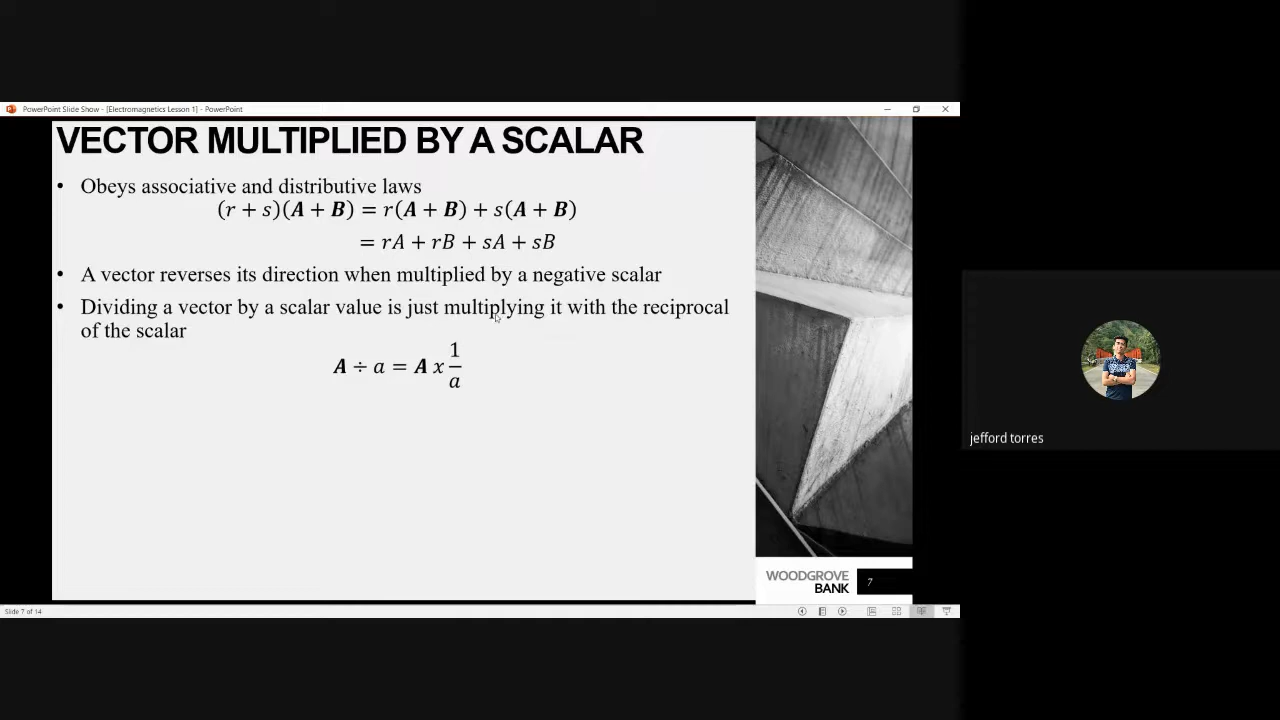 PowerPoint Slide Show - [Electromagnetics Lesson 1] - PowerPoint
VECTOR MULTIPLIED BY A SCALAR
• Obeys associative and distributive laws
(r + s)(A + B) = r(A + B) + s(A + B)
= rA + rB + sA + sB
• A vector reverses its direction when multiplied by a negative scalar
• Dividing a vector by a scalar value is just multiplying it with the reciprocal
of the scalar
A ÷ a = A x 1/a
jefford torres
WOODGROVE
BANK
7
Slide 7 of 14